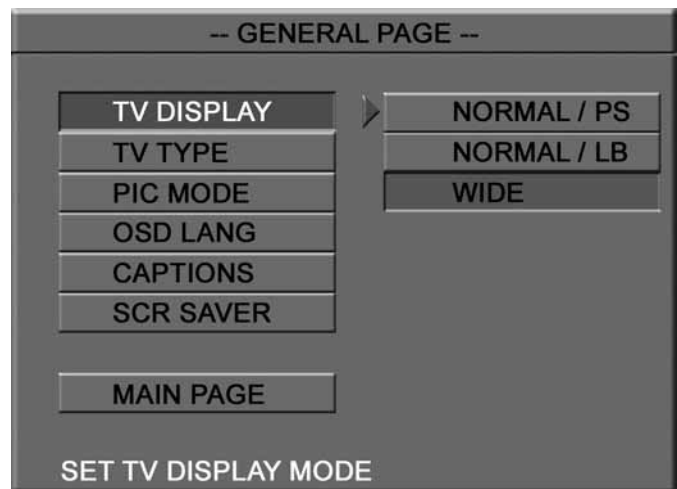 -- GENERAL PAGE --
TV DISPLAY
TV TYPE
PIC MODE
OSD LANG
CAPTIONS
SCR SAVER
MAIN PAGE
NORMAL / PS
NORMAL / LB
WIDE
SET TV DISPLAY MODE